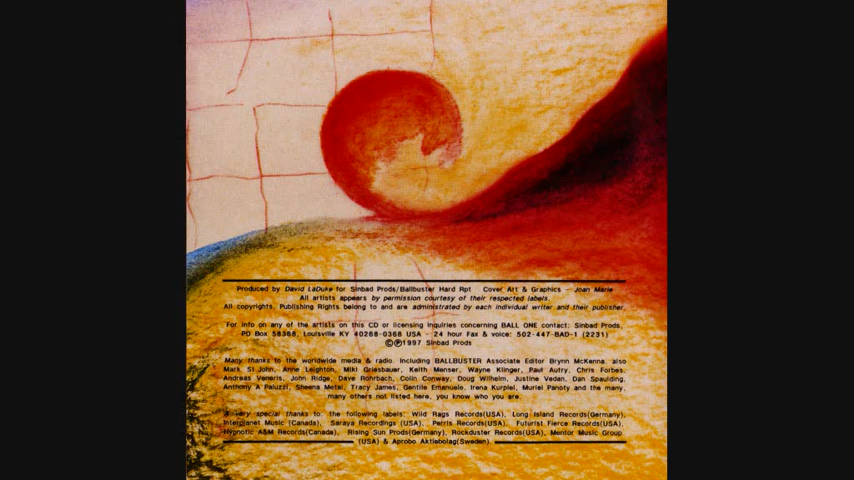 Produced by David LaDuke for Sinbad Prods/Ballbuster Hard Rpt Cover Art & Graphics - Joan Marie
All artists appears by permission courtesy of their respected labels.
All copyrights. Publishing Rights belong to and are administrated by each individual writer and their publisher.
For info on any of the artists on this CD or licensing inquiries concerning BALL ONE contact: Sinbad Prods.
PO Box 58368, Louisville KY 40268-0368 USA - 24 hour Fax & voice: 502-447-BAD-1 (2231)
©Ⓟ1997 Sinbad Prods
Many thanks to the worldwide media & radio. Including BALLBUSTER Associate Editor Brynn McKenna. also
Mark St John, Anne Leighton, Miki Griesbauer, Keith Menser, Wayne Klinger, Paul Autry, Chris Forbes,
Andreas Veneris, John Ridge, Dave Rohrbach, Colin Conway, Doug Wilhelm, Justine Vedan, Dan Spaulding,
Anthony A Paluzzi, Sheena Metal, Tracy James, Gentile Emanuele, Irena Kurpiel, Muriel Panoty and the many,
many others not listed here, you know who you are.
A very special thanks to: the following labels: Wild Rags Records(USA), Long Island Records(Germany),
Interplanet Music (Canada), Saraya Recordings (USA), Perris Records(USA), Futurist Fierce Records(USA),
Hypnotic A&M Records(Canada), Rising Sun Prods(Germany), Rockduster Records(USA), Mentor Music Group
(USA) & Aprobo Aktiebolag(Sweden).